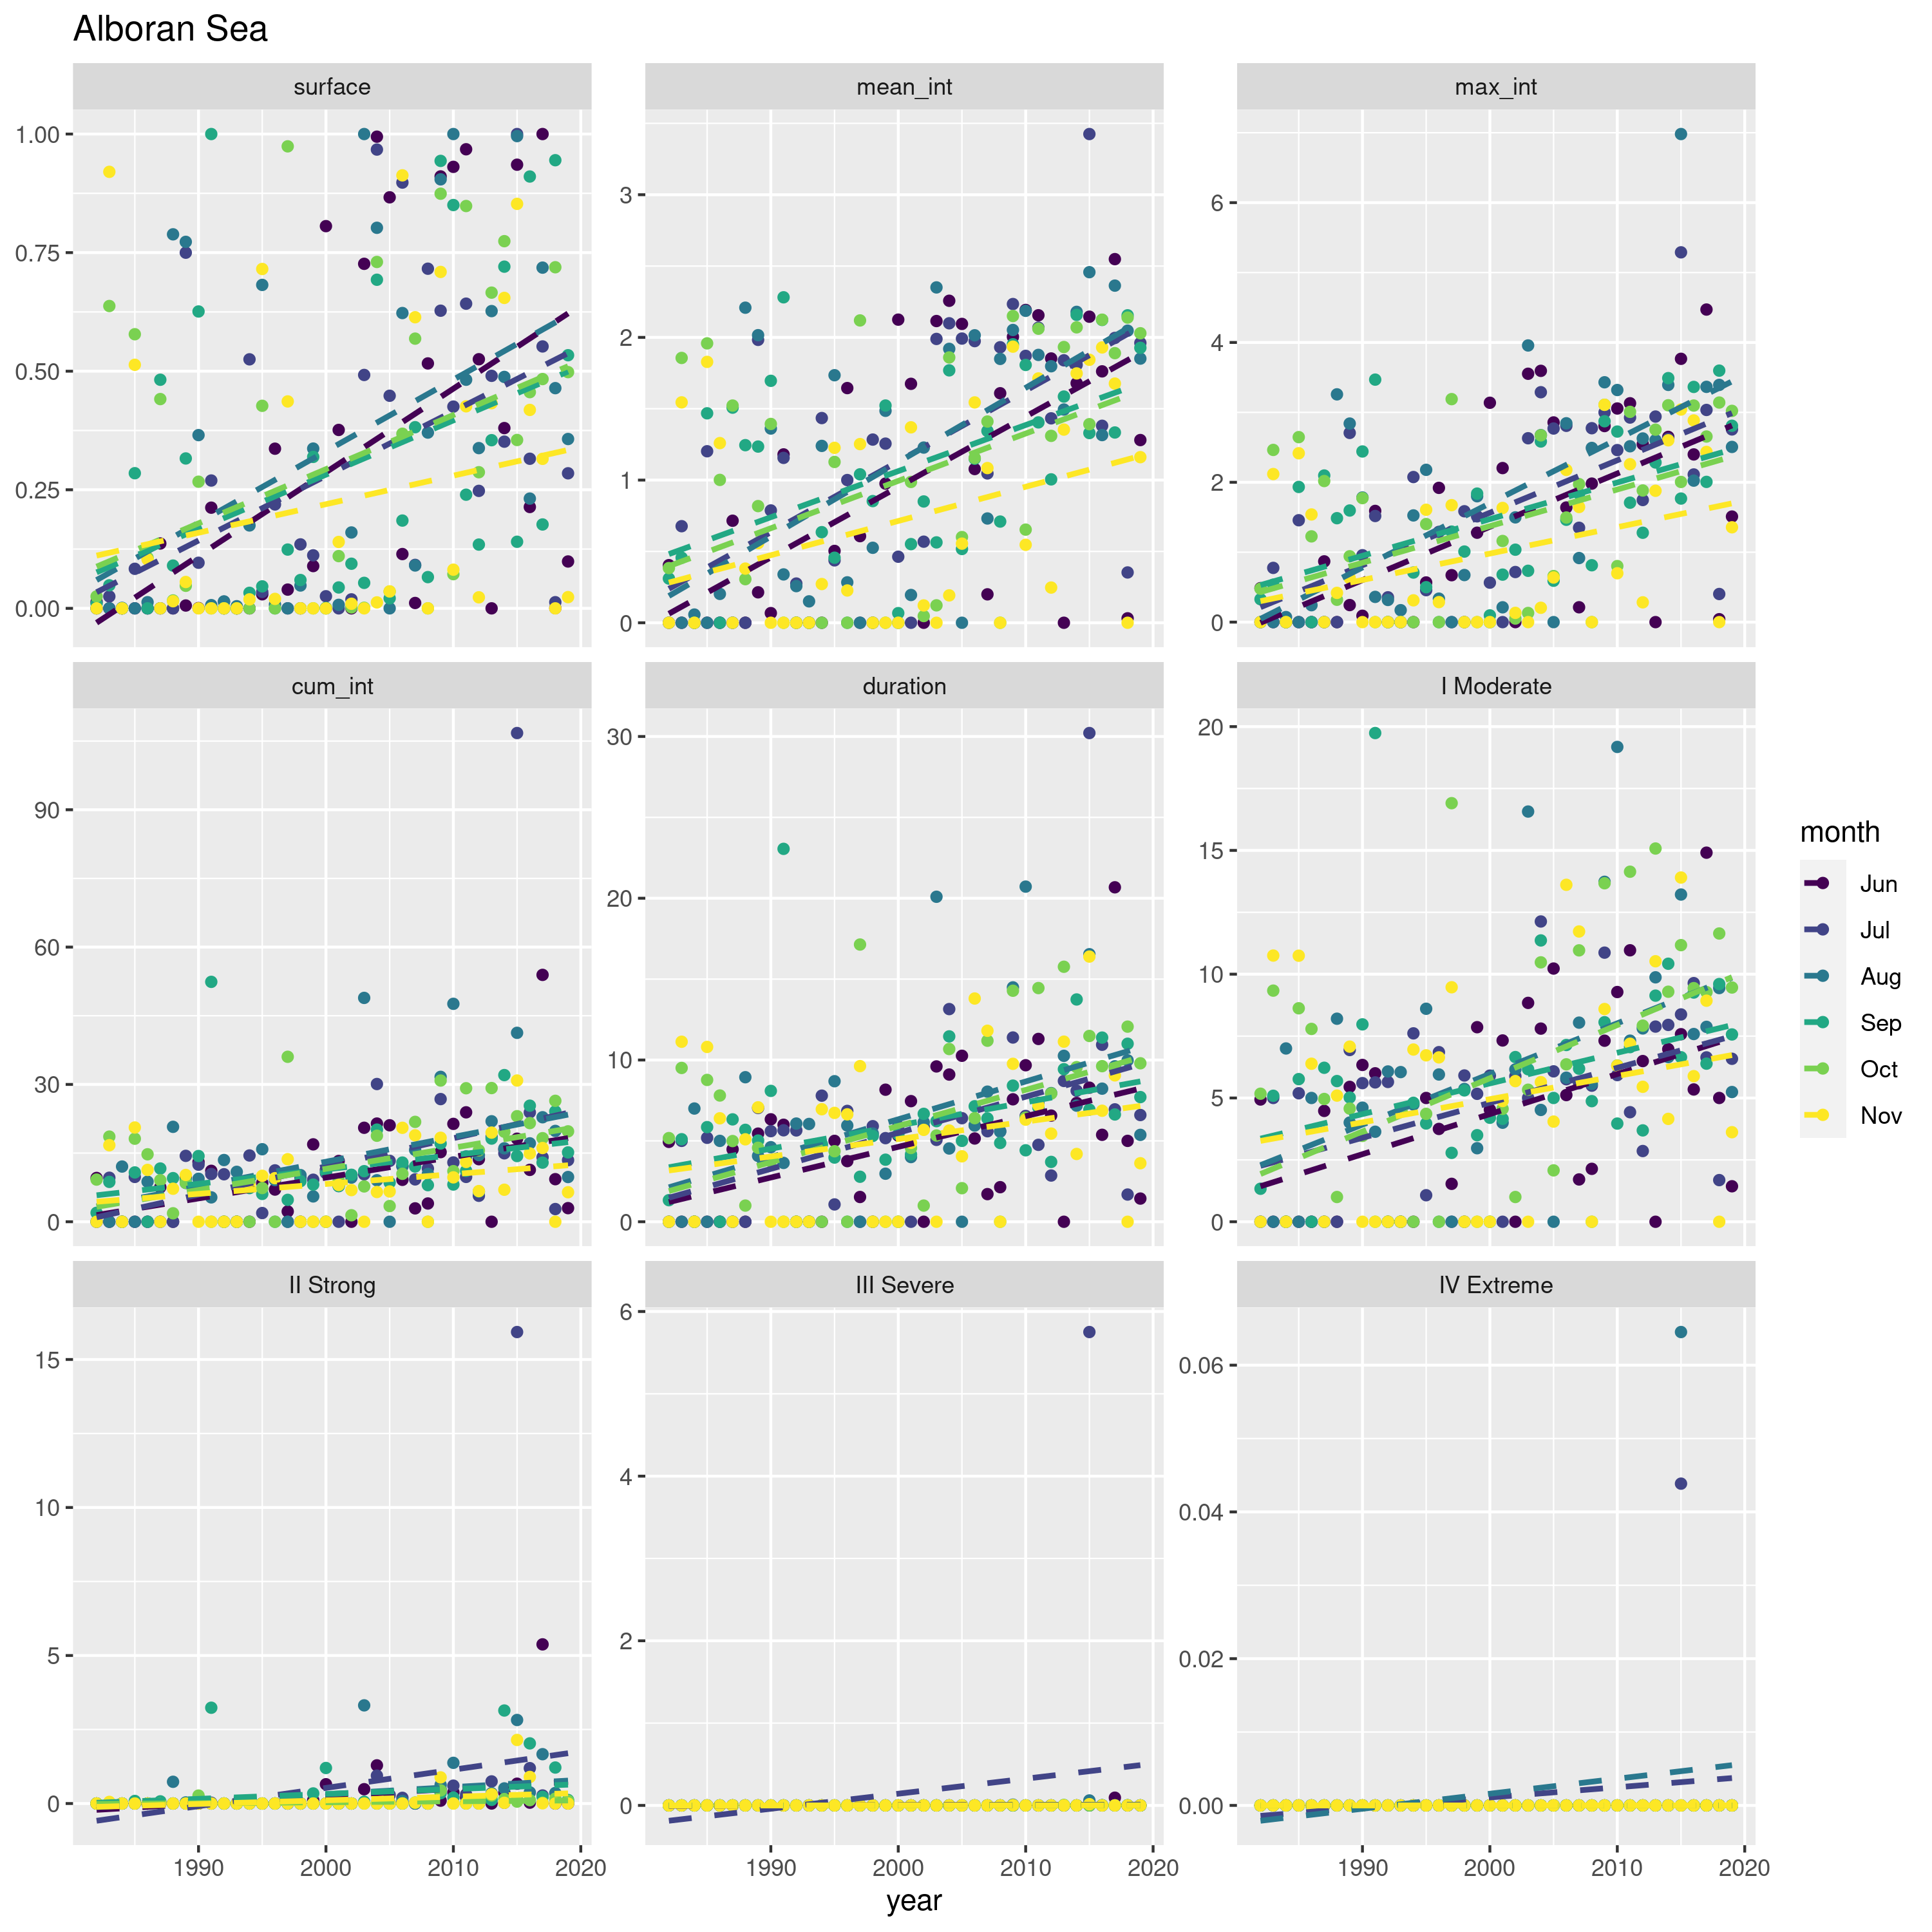 Alboran Sea
surface mean_int max_int
1.00
0.75
0.50
0.25
0.00
3
2
1
0
6
4
2
0
cum_int duration I Moderate
90
60
30
0
30
20
10
0
20
15
10
5
0
month
Jun
Jul
Aug
Sep
Oct
Nov
II Strong III Severe IV Extreme
15
10
5
0
6
4
2
0
0.06
0.04
0.02
0.00
1990 2000 2010 2020 1990 2000 2010 2020 1990 2000 2010 2020
year